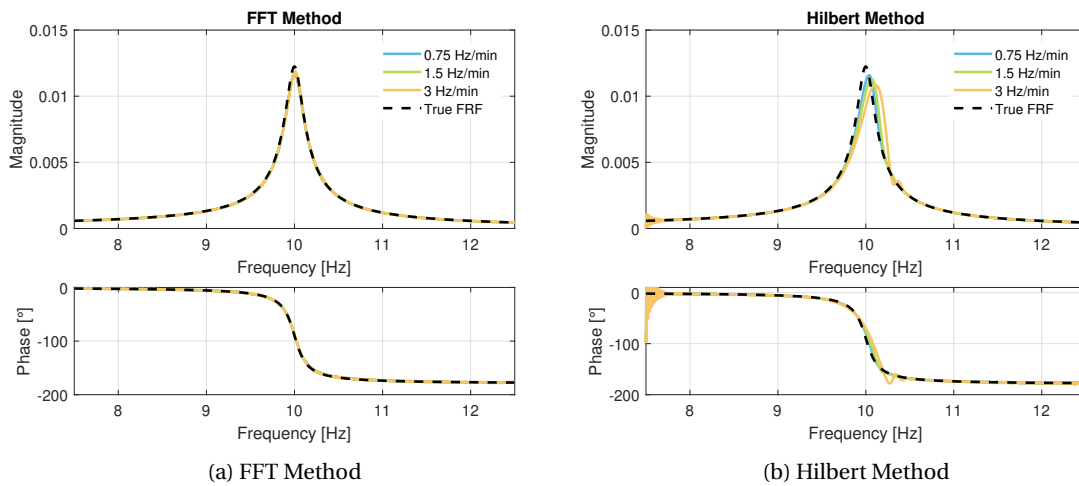 FFT Method
0.015
0.01
0.005
0
Magnitude
0.75 Hz/min
1.5 Hz/min
3 Hz/min
True FRF
8 9 10 11 12
Frequency [Hz]
0
-100
-200
Phase [°]
8 9 10 11 12
Frequency [Hz]
(a) FFT Method
Hilbert Method
0.015
0.01
0.005
0
Magnitude
0.75 Hz/min
1.5 Hz/min
3 Hz/min
True FRF
8 9 10 11 12
Frequency [Hz]
0
-100
-200
Phase [°]
8 9 10 11 12
Frequency [Hz]
(b) Hilbert Method